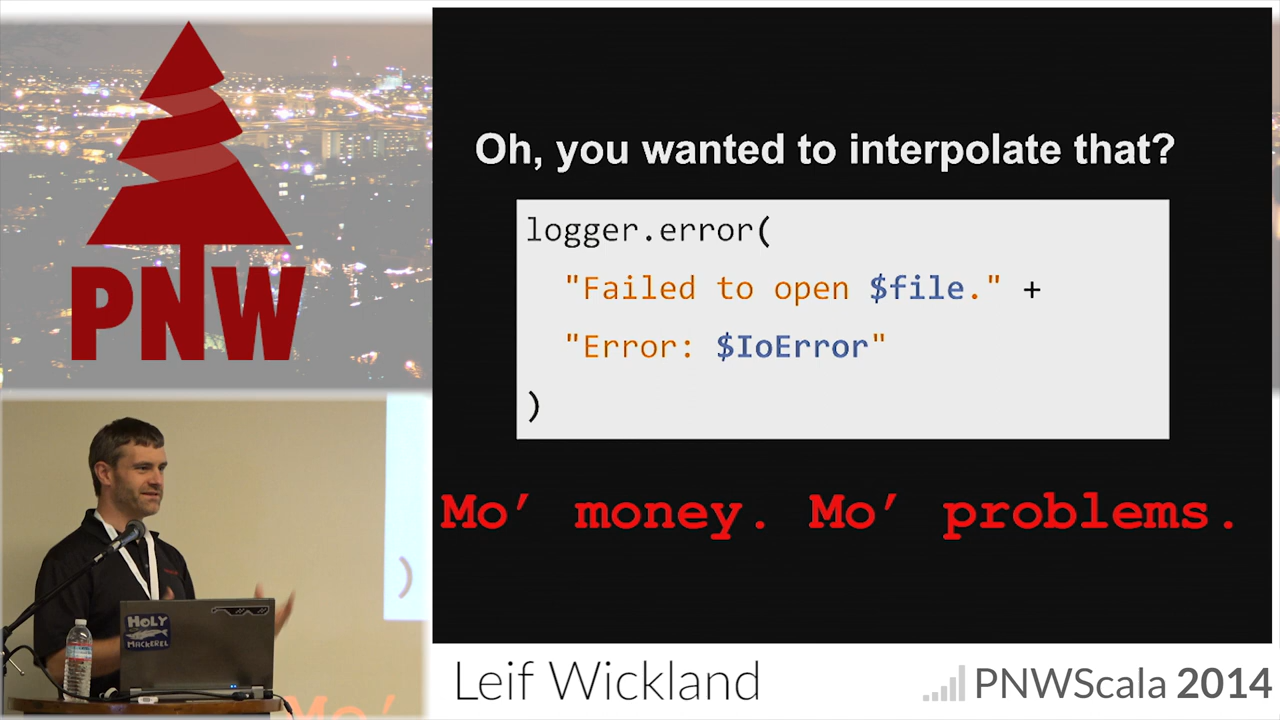 PNW
Oh, you wanted to interpolate that?
logger.error(
"Failed to open $file." +
"Error: $IoError"
)
Mo’ money. Mo’ problems.
HOLY
MACKEREL
)
Mo’
Leif Wickland
PNWScala 2014